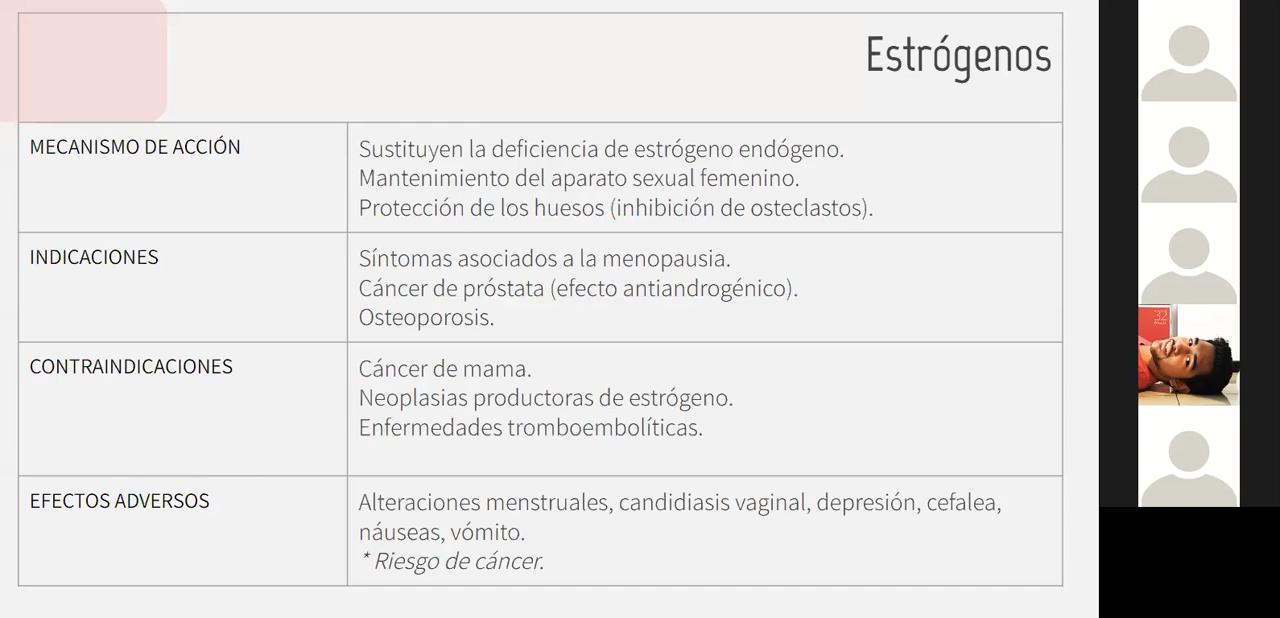 Estrógenos
MECANISMO DE ACCIÓN
Sustituyen la deficiencia de estrógeno endógeno.
Mantenimiento del aparato sexual femenino.
Protección de los huesos (inhibición de osteclastos).
INDICACIONES
Síntomas asociados a la menopausia.
Cáncer de próstata (efecto antiandrogénico).
Osteoporosis.
CONTRAINDICACIONES
Cáncer de mama.
Neoplasias productoras de estrógeno.
Enfermedades tromboembolíticas.
EFECTOS ADVERSOS
Alteraciones menstruales, candidiasis vaginal, depresión, cefalea,
náuseas, vómito.
* Riesgo de cáncer.
32